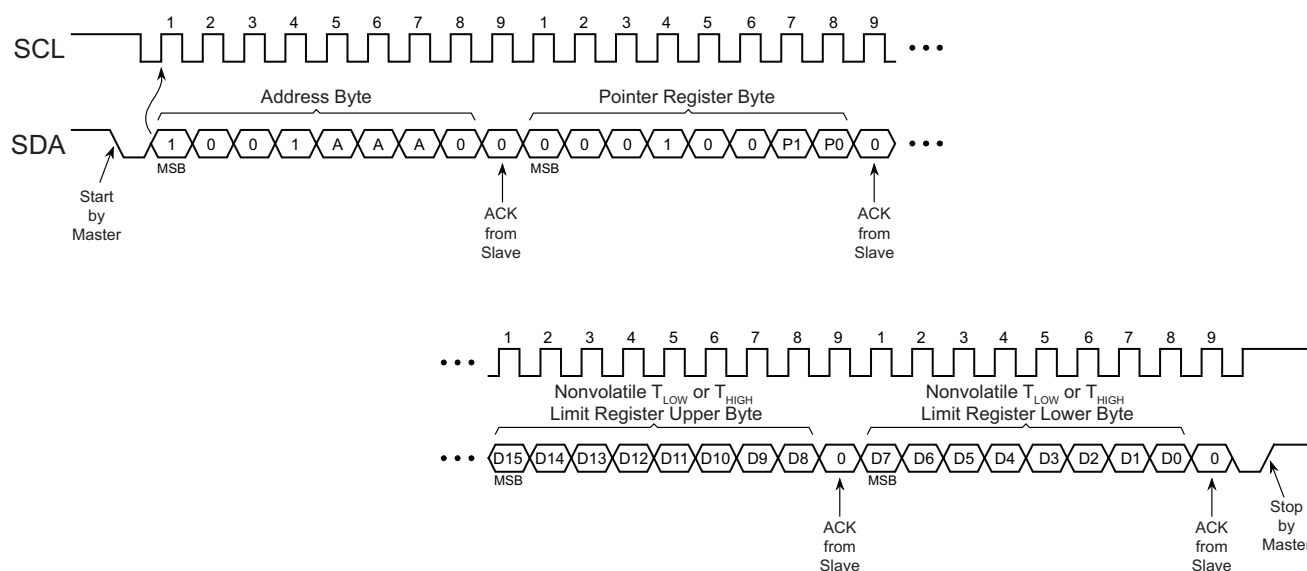 1 2 3 4 5 6 7 8 9 1 2 3 4 5 6 7 8 9
SCL
Address Byte Pointer Register Byte
SDA 1 0 0 1 A A A 0 0 0 0 0 1 0 0 P1 P0 0
MSB MSB
Start
by
Master
ACK
from
Slave
ACK
from
Slave
1 2 3 4 5 6 7 8 9 1 2 3 4 5 6 7 8 9
Nonvolatile TLOW or THIGH
Limit Register Upper Byte
Nonvolatile TLOW or THIGH
Limit Register Lower Byte
D15 D14 D13 D12 D11 D10 D9 D8 0 D7 D6 D5 D4 D3 D2 D1 D0 0
MSB MSB
ACK
from
Slave
ACK
from
Slave
Stop
by
Master